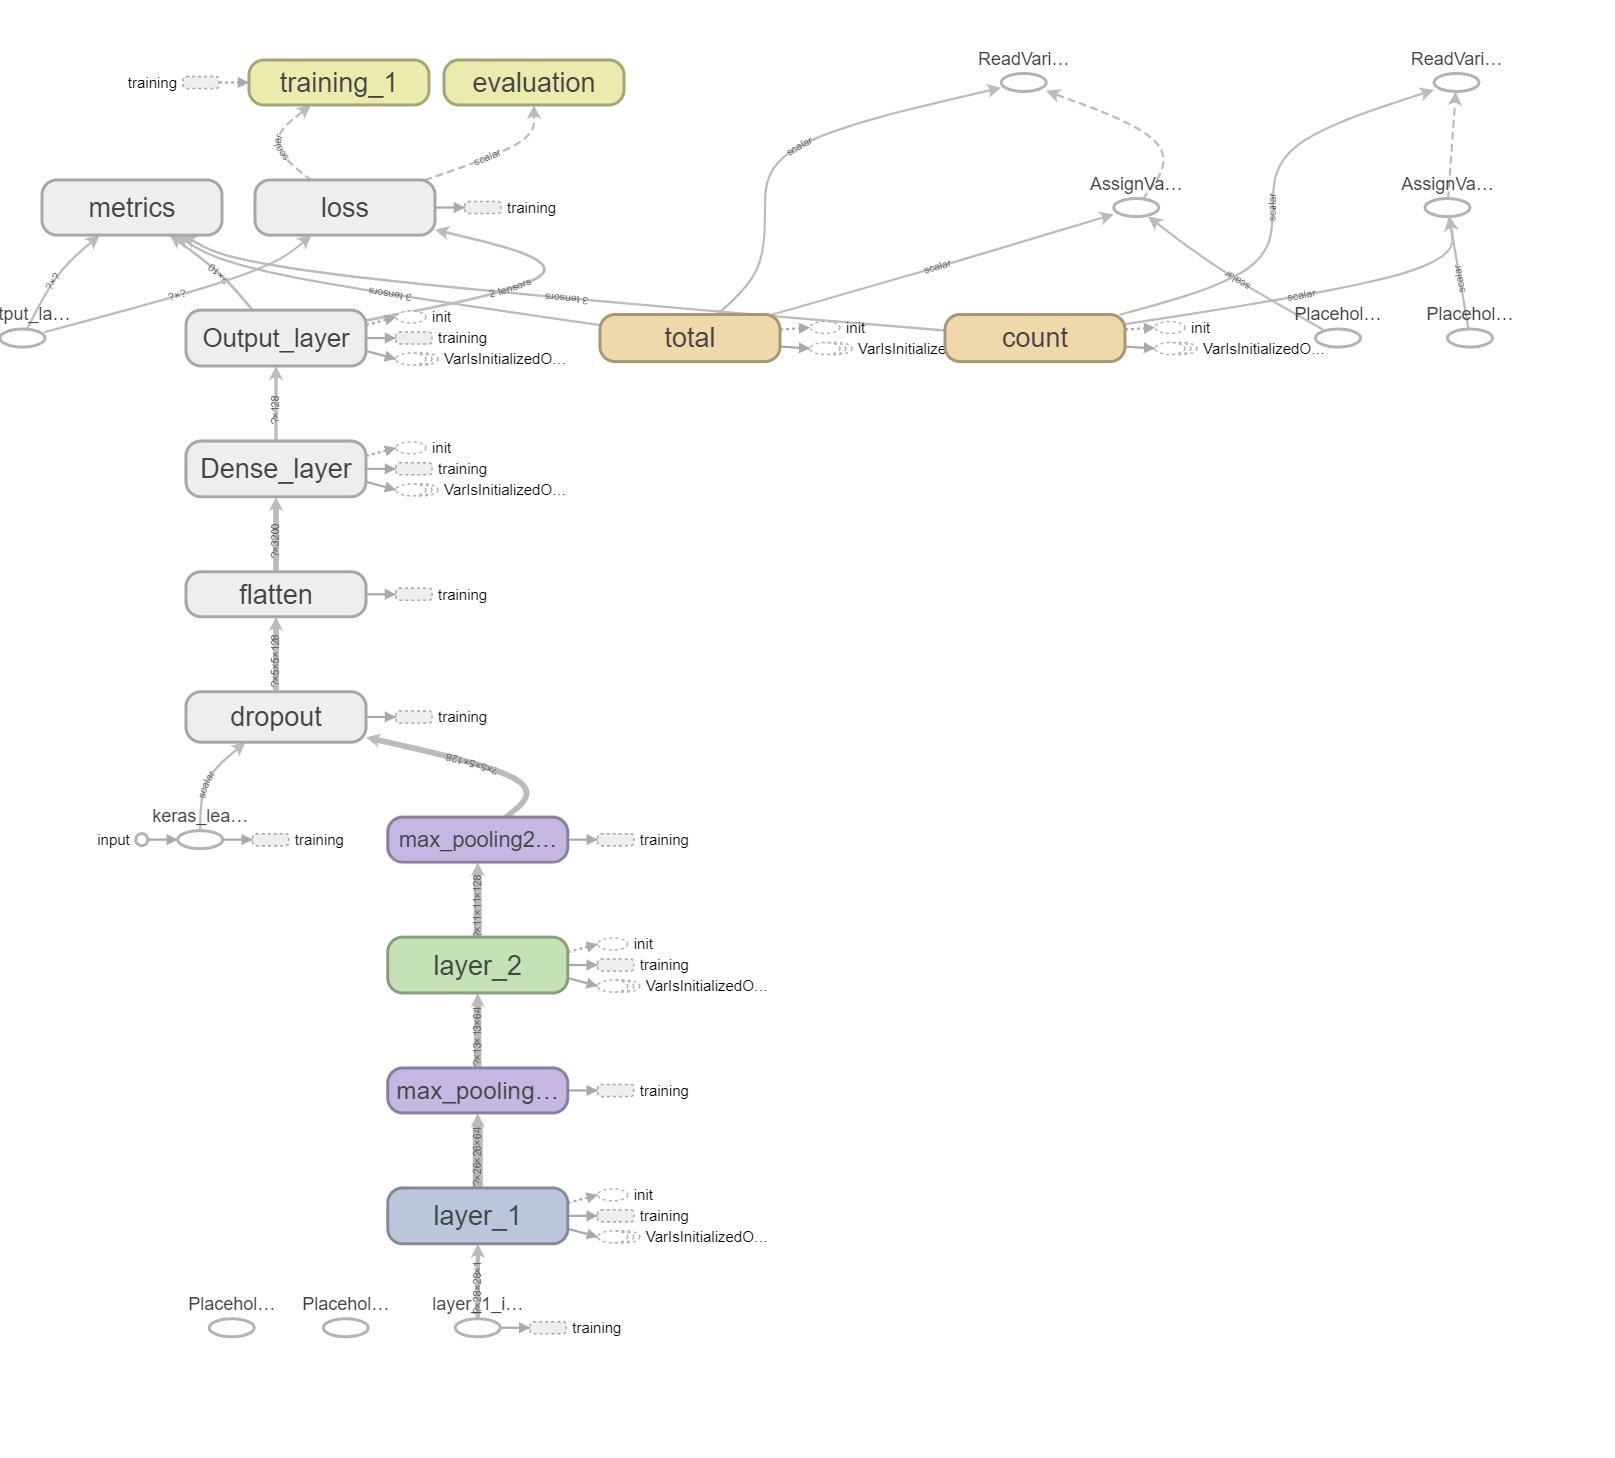 ReadVari…
ReadVari…
training
training_1
evaluation
scalar
scalar
scalar
AssignVa…
AssignVa…
metrics
loss
training
scalar
?×?
?×10
?×?
2 tensors
3 tensors
3 tensors
scalar
scalar
scalar
scalar
tput_la…
Output_layer
init
training
VarIsInitializedO…
total
init
VarIsInitialize
count
init
VarIsInitializedO…
Placehol…
Placehol…
?×128
Dense_layer
init
training
VarIsInitializedO…
?×3200
flatten
training
?×5×5×128
dropout
training
?×5×5×128
scalar
keras_lea…
input
training
max_pooling2…
training
?×11×11×128
layer_2
init
training
VarIsInitializedO…
?×13×13×64
max_pooling…
training
?×26×26×64
layer_1
init
training
VarIsInitializedO…
?×28×28×1
Placehol…
Placehol…
layer_1_i…
training